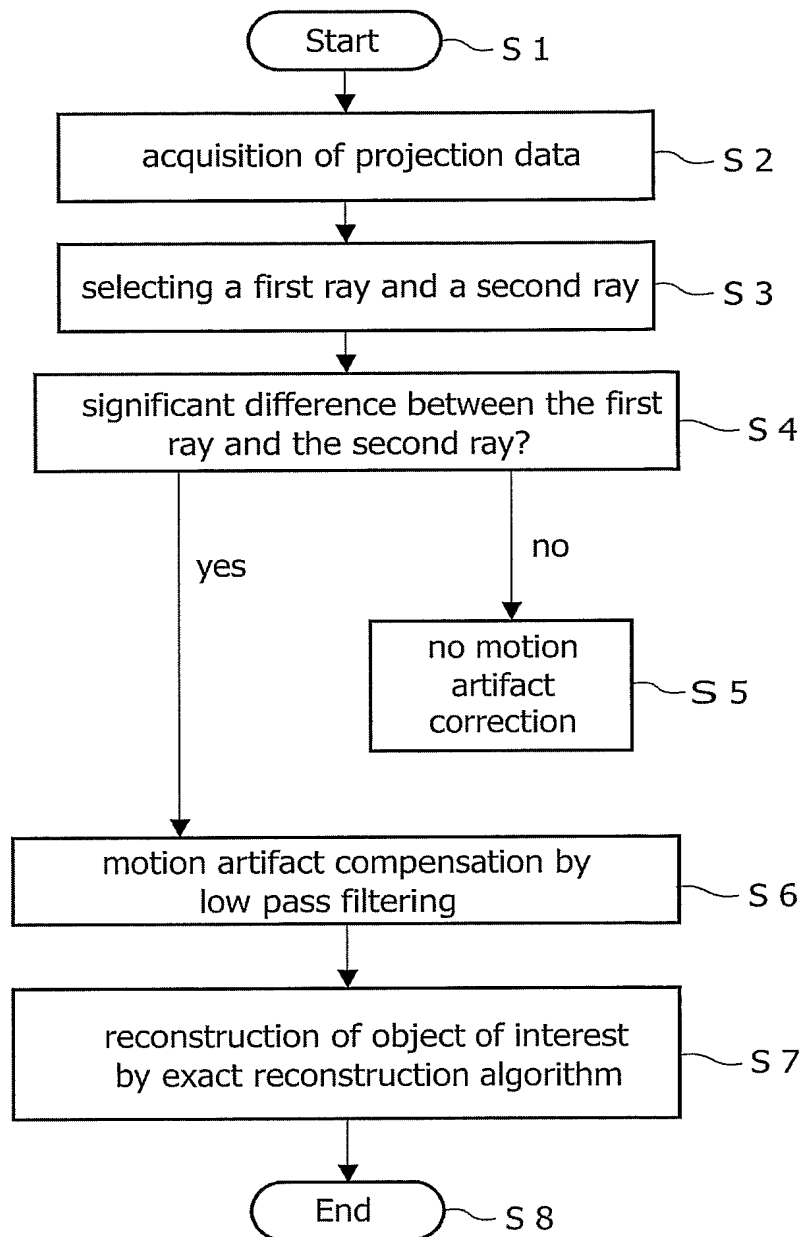 Start
S 1
acquisition of projection data
S 2
selecting a first ray and a second ray
S 3
significant difference between the first
ray and the second ray?
S 4
yes
no
no motion
artifact
correction
S 5
motion artifact compensation by
low pass filtering
S 6
reconstruction of object of interest
by exact reconstruction algorithm
S 7
End
S 8